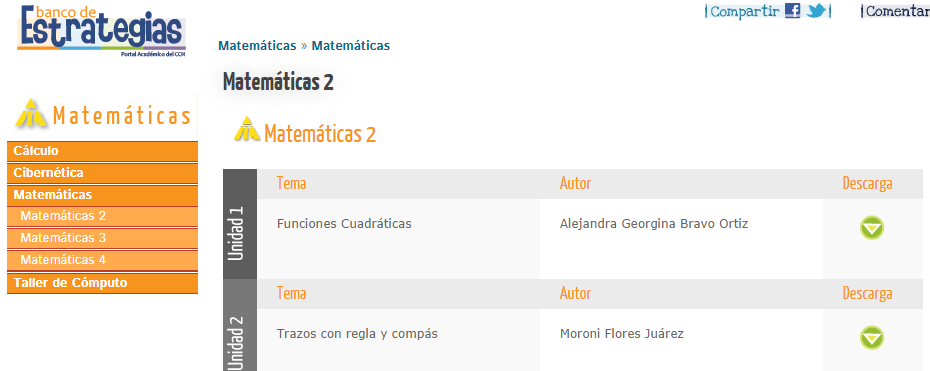 banco de
Estrategias
Portal Académico del CCH
Compartir
Comentar
Matemáticas » Matemáticas
Matemáticas 2
Matemáticas
Cálculo
Cibernética
Matemáticas
Matemáticas 2
Matemáticas 3
Matemáticas 4
Taller de Cómputo
Matemáticas 2
Unidad 1
Tema Autor Descarga
Funciones Cuadráticas Alejandra Georgina Bravo Ortiz
Unidad 2
Tema Autor Descarga
Trazos con regla y compás Moroni Flores Juárez